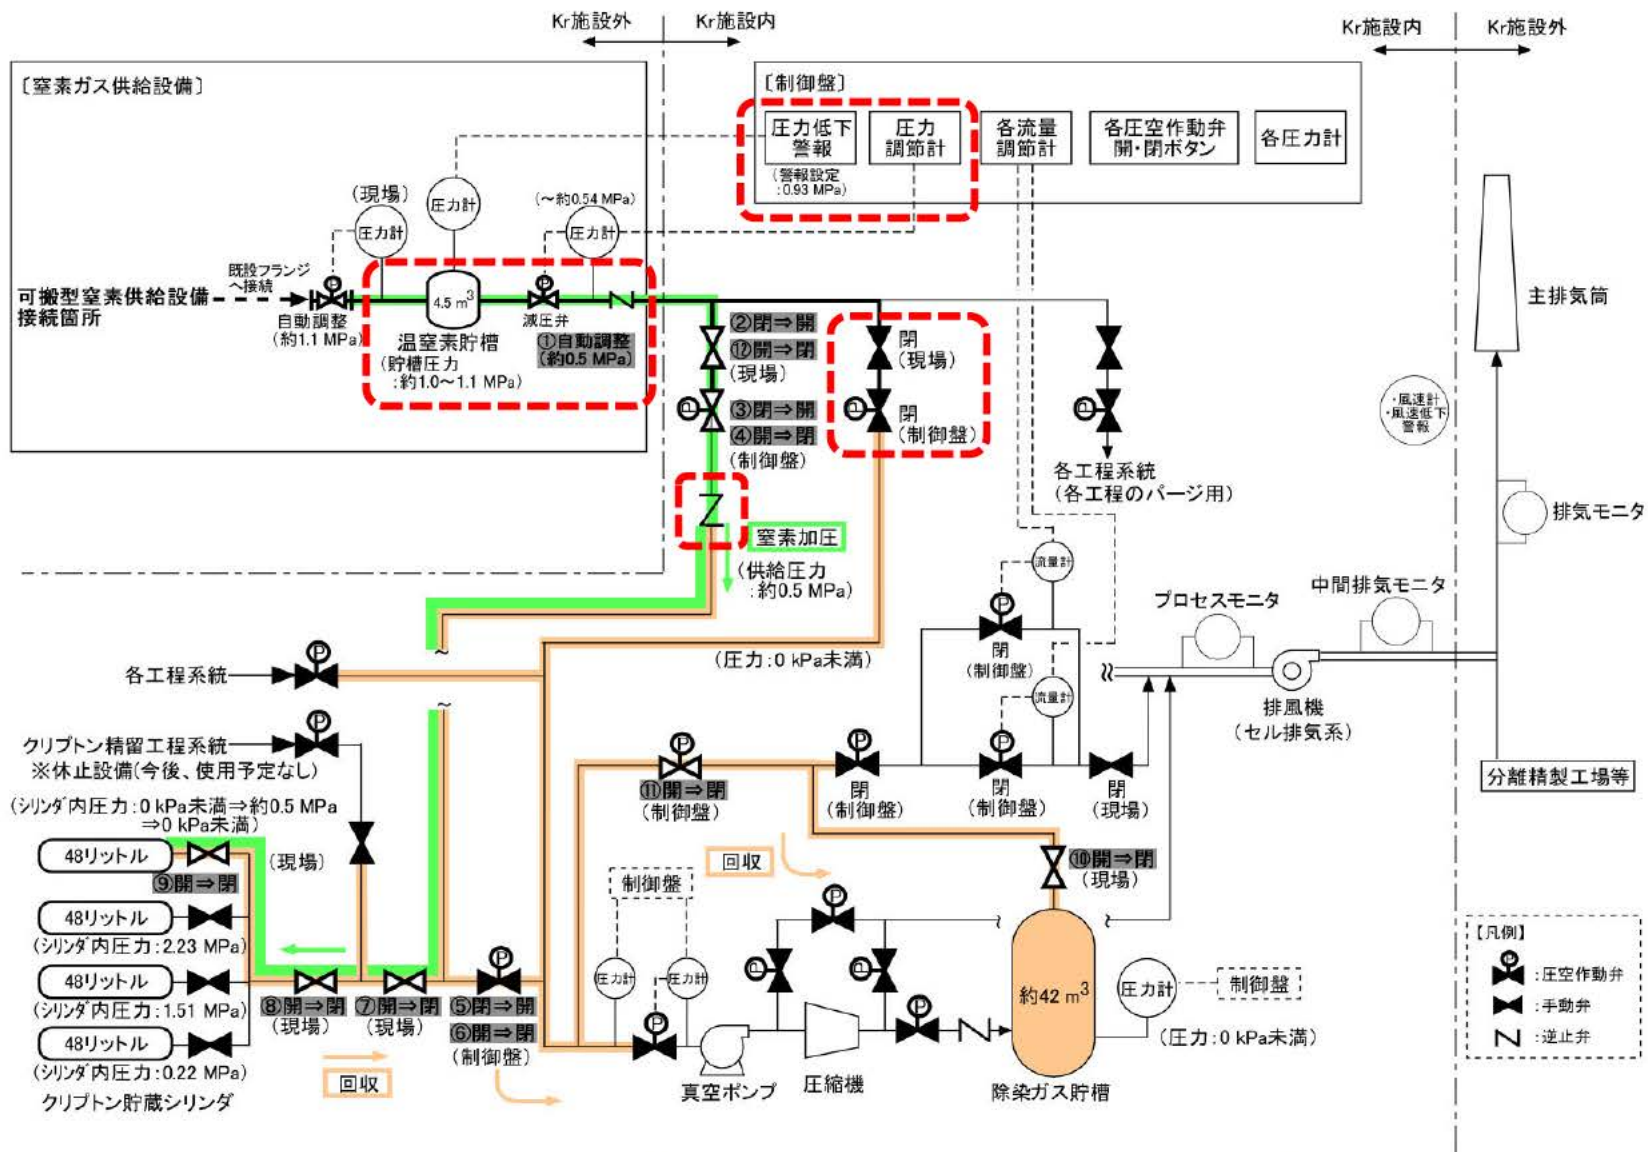 Kr施設外
Kr施設内
Kr施設内
Kr施設外
〔窒素ガス供給設備〕
〔制御盤〕
圧力低下
警報
(警報設定
:0.93 MPa)
圧力
調節計
各流量
調節計
各圧空作動弁
開・閉ボタン
各圧力計
(現場)
圧力計
圧力計
(～約0.54 MPa)
圧力計
既設フランジ
へ接続
可搬型窒素供給設備
接続箇所
P
自動調整
(約1.1 MPa)
4.5 m³
温窒素貯槽
(貯槽圧力
:約1.0～1.1 MPa)
P
減圧弁
①自動調整
(約0.5 MPa)
②閉⇒開
⑫開⇒閉
(現場)
P
③閉⇒開
④開⇒閉
(制御盤)
閉
(現場)
P
閉
(制御盤)
P
各工程系統
(各工程のパージ用)
窒素加圧
(供給圧力
:約0.5 MPa)
主排気筒
・風速計
・風速低下
警報
排気モニタ
中間排気モニタ
プロセスモニタ
排風機
(セル排気系)
分離精製工場等
流量計
P
閉
(制御盤)
流量計
P
閉
(制御盤)
閉
(現場)
(圧力:0 kPa未満)
各工程系統
P
クリプトン精留工程系統
※休止設備(今後、使用予定なし)
P
(シリンダ内圧力:0 kPa未満⇒約0.5 MPa
⇒0 kPa未満)
48リットル
(現場)
⑨開⇒閉
48リットル
(シリンダ内圧力:2.23 MPa)
48リットル
(シリンダ内圧力:1.51 MPa)
48リットル
(シリンダ内圧力:0.22 MPa)
クリプトン貯蔵シリンダ
⑧開⇒閉
(現場)
⑦開⇒閉
(現場)
P
⑤閉⇒開
⑥開⇒閉
(制御盤)
回収
P
⑪開⇒閉
(制御盤)
P
閉
(制御盤)
回収
制御盤
圧力計
圧力計
P
真空ポンプ
P
P
P
圧縮機
P
⑩開⇒閉
(現場)
約42 m³
除染ガス貯槽
圧力計
制御盤
(圧力:0 kPa未満)
【凡例】
P
:圧空作動弁
:手動弁
:逆止弁